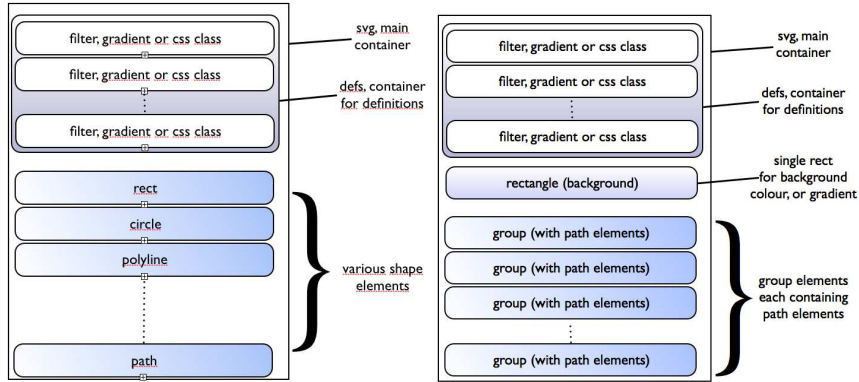 filter, gradient or css class
filter, gradient or css class
filter, gradient or css class
rect
circle
polyline
path
svg, main
container
defs, container
for definitions
various shape
elements
filter, gradient or css class
filter, gradient or css class
filter, gradient or css class
rectangle (background)
group (with path elements)
group (with path elements)
group (with path elements)
group (with path elements)
svg, main
container
defs, container
for definitions
single rect
for background
colour, or gradient
group elements
each containing
path elements